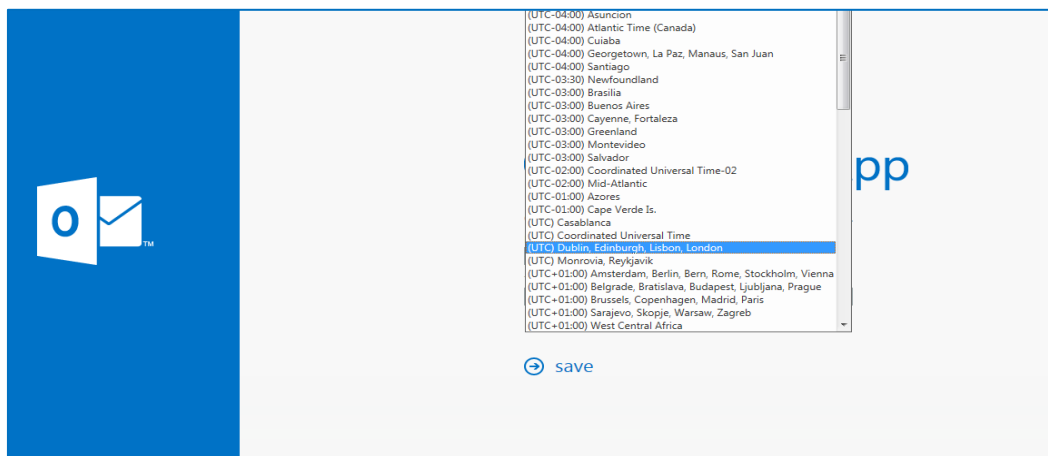 (UTC-04:00) Asuncion
(UTC-04:00) Atlantic Time (Canada)
(UTC-04:00) Cuiaba
(UTC-04:00) Georgetown, La Paz, Manaus, San Juan
(UTC-04:00) Santiago
(UTC-03:30) Newfoundland
(UTC-03:00) Brasilia
(UTC-03:00) Buenos Aires
(UTC-03:00) Cayenne, Fortaleza
(UTC-03:00) Greenland
(UTC-03:00) Montevideo
(UTC-03:00) Salvador
(UTC-02:00) Coordinated Universal Time-02
pp
(UTC-02:00) Mid-Atlantic
(UTC-01:00) Azores
(UTC-01:00) Cape Verde Is.
(UTC) Casablanca
(UTC) Coordinated Universal Time
(UTC) Dublin, Edinburgh, Lisbon, London
(UTC) Monrovia, Reykjavik
(UTC+01:00) Amsterdam, Berlin, Bern, Rome, Stockholm, Vienna
(UTC+01:00) Belgrade, Bratislava, Budapest, Ljubljana, Prague
(UTC+01:00) Brussels, Copenhagen, Madrid, Paris
(UTC+01:00) Sarajevo, Skopje, Warsaw, Zagreb
(UTC+01:00) West Central Africa
save
O
TM